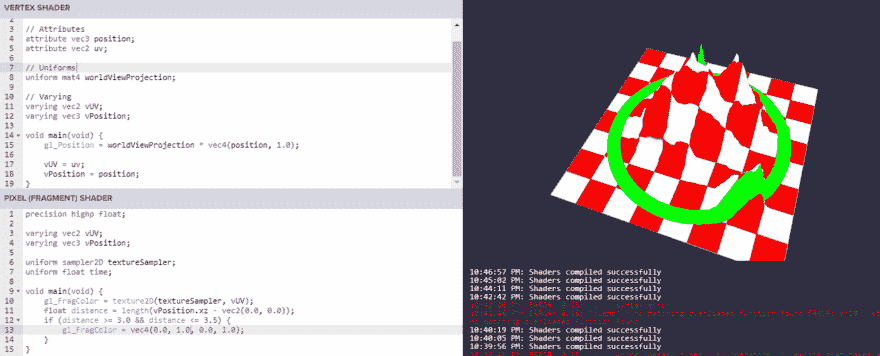 VERTEX SHADER
2
3 // Attributes
4 attribute vec3 position;
5 attribute vec2 uv;
6
7 // Uniforms
8 uniform mat4 worldViewProjection;
9
10 // Varying
11 varying vec2 vUV;
12 varying vec3 vPosition;
13
14 void main(void) {
15 gl_Position = worldViewProjection * vec4(position, 1.0);
16
17 vUV = uv;
18 vPosition = position;
19 }
PIXEL (FRAGMENT) SHADER
1 precision highp float;
2
3 varying vec2 vUV;
4 varying vec3 vPosition;
5
6 uniform sampler2D textureSampler;
7 uniform float time;
8
9 void main(void) {
10 gl_FragColor = texture2D(textureSampler, vUV);
11 float distance = length(vPosition.xz - vec2(0.0, 0.0));
12 if (distance >= 3.0 && distance <= 3.5) {
13 gl_FragColor = vec4(0.0, 1.0, 0.0, 1.0);
14 }
15 }
10:46:57 PM: Shaders compiled successfully
10:45:02 PM: Shaders compiled successfully
10:44:11 PM: Shaders compiled successfully
10:42:42 PM: Shaders compiled successfully
10:40:19 PM: Shaders compiled successfully
10:40:05 PM: Shaders compiled successfully
10:39:56 PM: Shaders compiled successfully